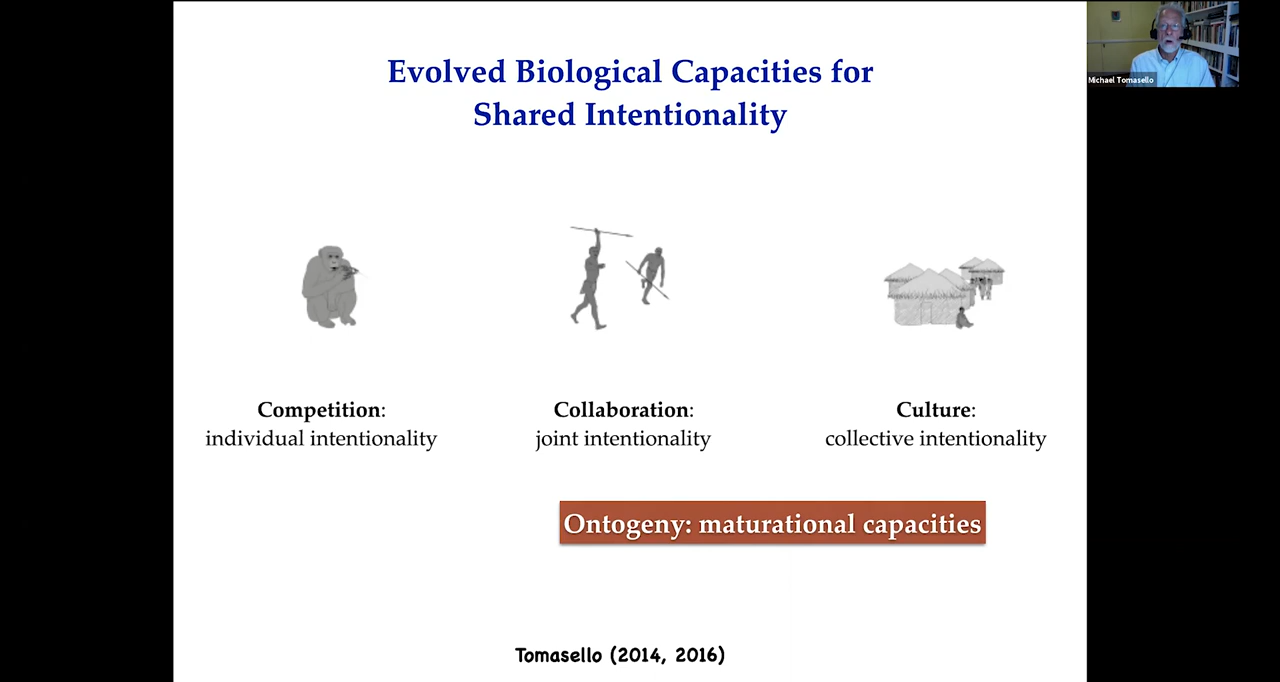 Evolved Biological Capacities for
Shared Intentionality
Michael Tomasello
Competition:
individual intentionality
Collaboration:
joint intentionality
Culture:
collective intentionality
Ontogeny: maturational capacities
Tomasello (2014, 2016)